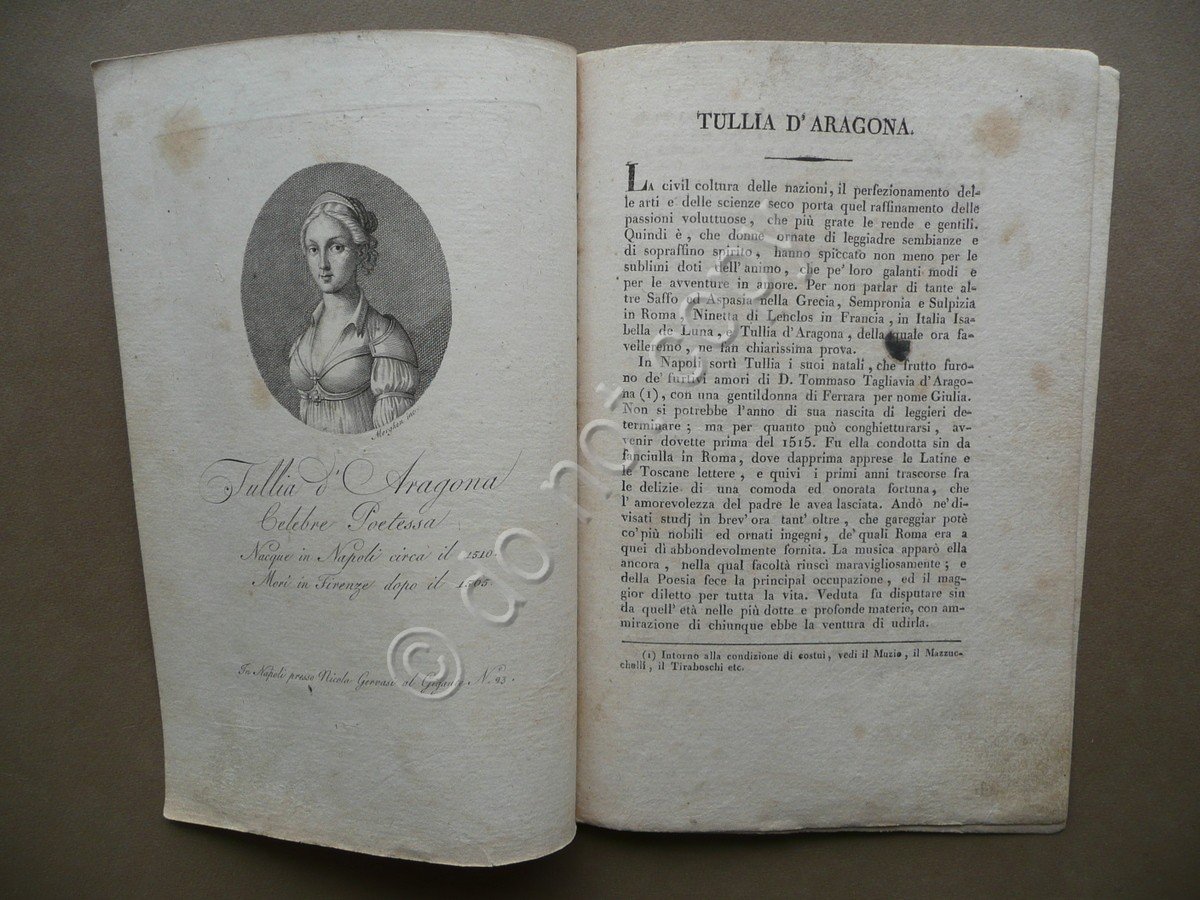 Morghen inc.
Tullia d' Aragona
Celebre Poetessa
Nacque in Napoli circa il 1510.
Morì in Firenze dopo il 1565.
In Napoli presso Nicola Gervasi al Gigante N. 23.
TULLIA D' ARAGONA.
LA civil coltura delle nazioni, il perfezionamento del-
le arti e delle scienze seco porta quel raffinamento delle
passioni voluttuose, che più grate le rende e gentili.
Quindi è, che donne ornate di leggiadre sembianze e
di sopraffino spirito, hanno spiccato non meno per le
sublimi doti dell' animo, che pe' loro galanti modi e
per le avventure in amore. Per non parlar di tante al-
tre Saffo ed Aspasia nella Grecia, Sempronia e Sulpizia
in Roma, Ninetta di Lenclos in Francia, in Italia Isa-
bella de Luna, e Tullia d'Aragona, della quale ora fa-
velleremo, ne fan chiarissima prova.
In Napoli sortì Tullia i suoi natali, che frutto furo-
no de' furtivi amori di D. Tommaso Tagliavia d'Arago-
na (1), con una gentildonna di Ferrara per nome Giulia.
Non si potrebbe l'anno di sua nascita di leggieri de-
terminare; ma per quanto può conghietturarsi, av-
venir dovette prima del 1515. Fu ella condotta sin da
fanciulla in Roma, dove dapprima apprese le Latine e
le Toscane lettere, e quivi i primi anni trascorse fra
le delizie di una comoda ed onorata fortuna, che
l' amorevolezza del padre le avea lasciata. Andò ne' di-
visati studj in brev' ora tant' oltre, che gareggiar potè
co' più nobili ed ornati ingegni, de' quali Roma era a
quei dì abbondevolmente fornita. La musica apparò ella
ancora, nella qual facoltà riuscì maravigliosamente; e
della Poesia fece la principal occupazione, ed il mag-
gior diletto per tutta la vita. Veduta fu disputare sin
da quell' età nelle più dotte e profonde materie, con am-
mirazione di chiunque ebbe la ventura di udirla.
(1) Intorno alla condizione di costui, vedi il Muzio, il Mazzuc-
chelli, il Tiraboschi etc.